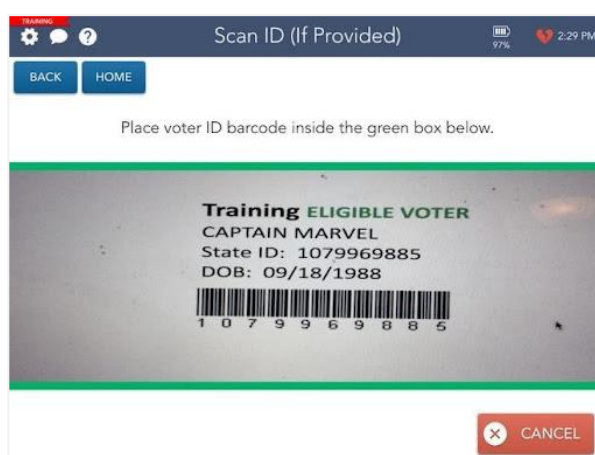 TRAINING
Scan ID (If Provided)
97%
2:29 PM
BACK
HOME
Place voter ID barcode inside the green box below.
Training ELIGIBLE VOTER
CAPTAIN MARVEL
State ID: 1079969885
DOB: 09/18/1988
1 0 7 9 9 6 9 8 8 5
CANCEL